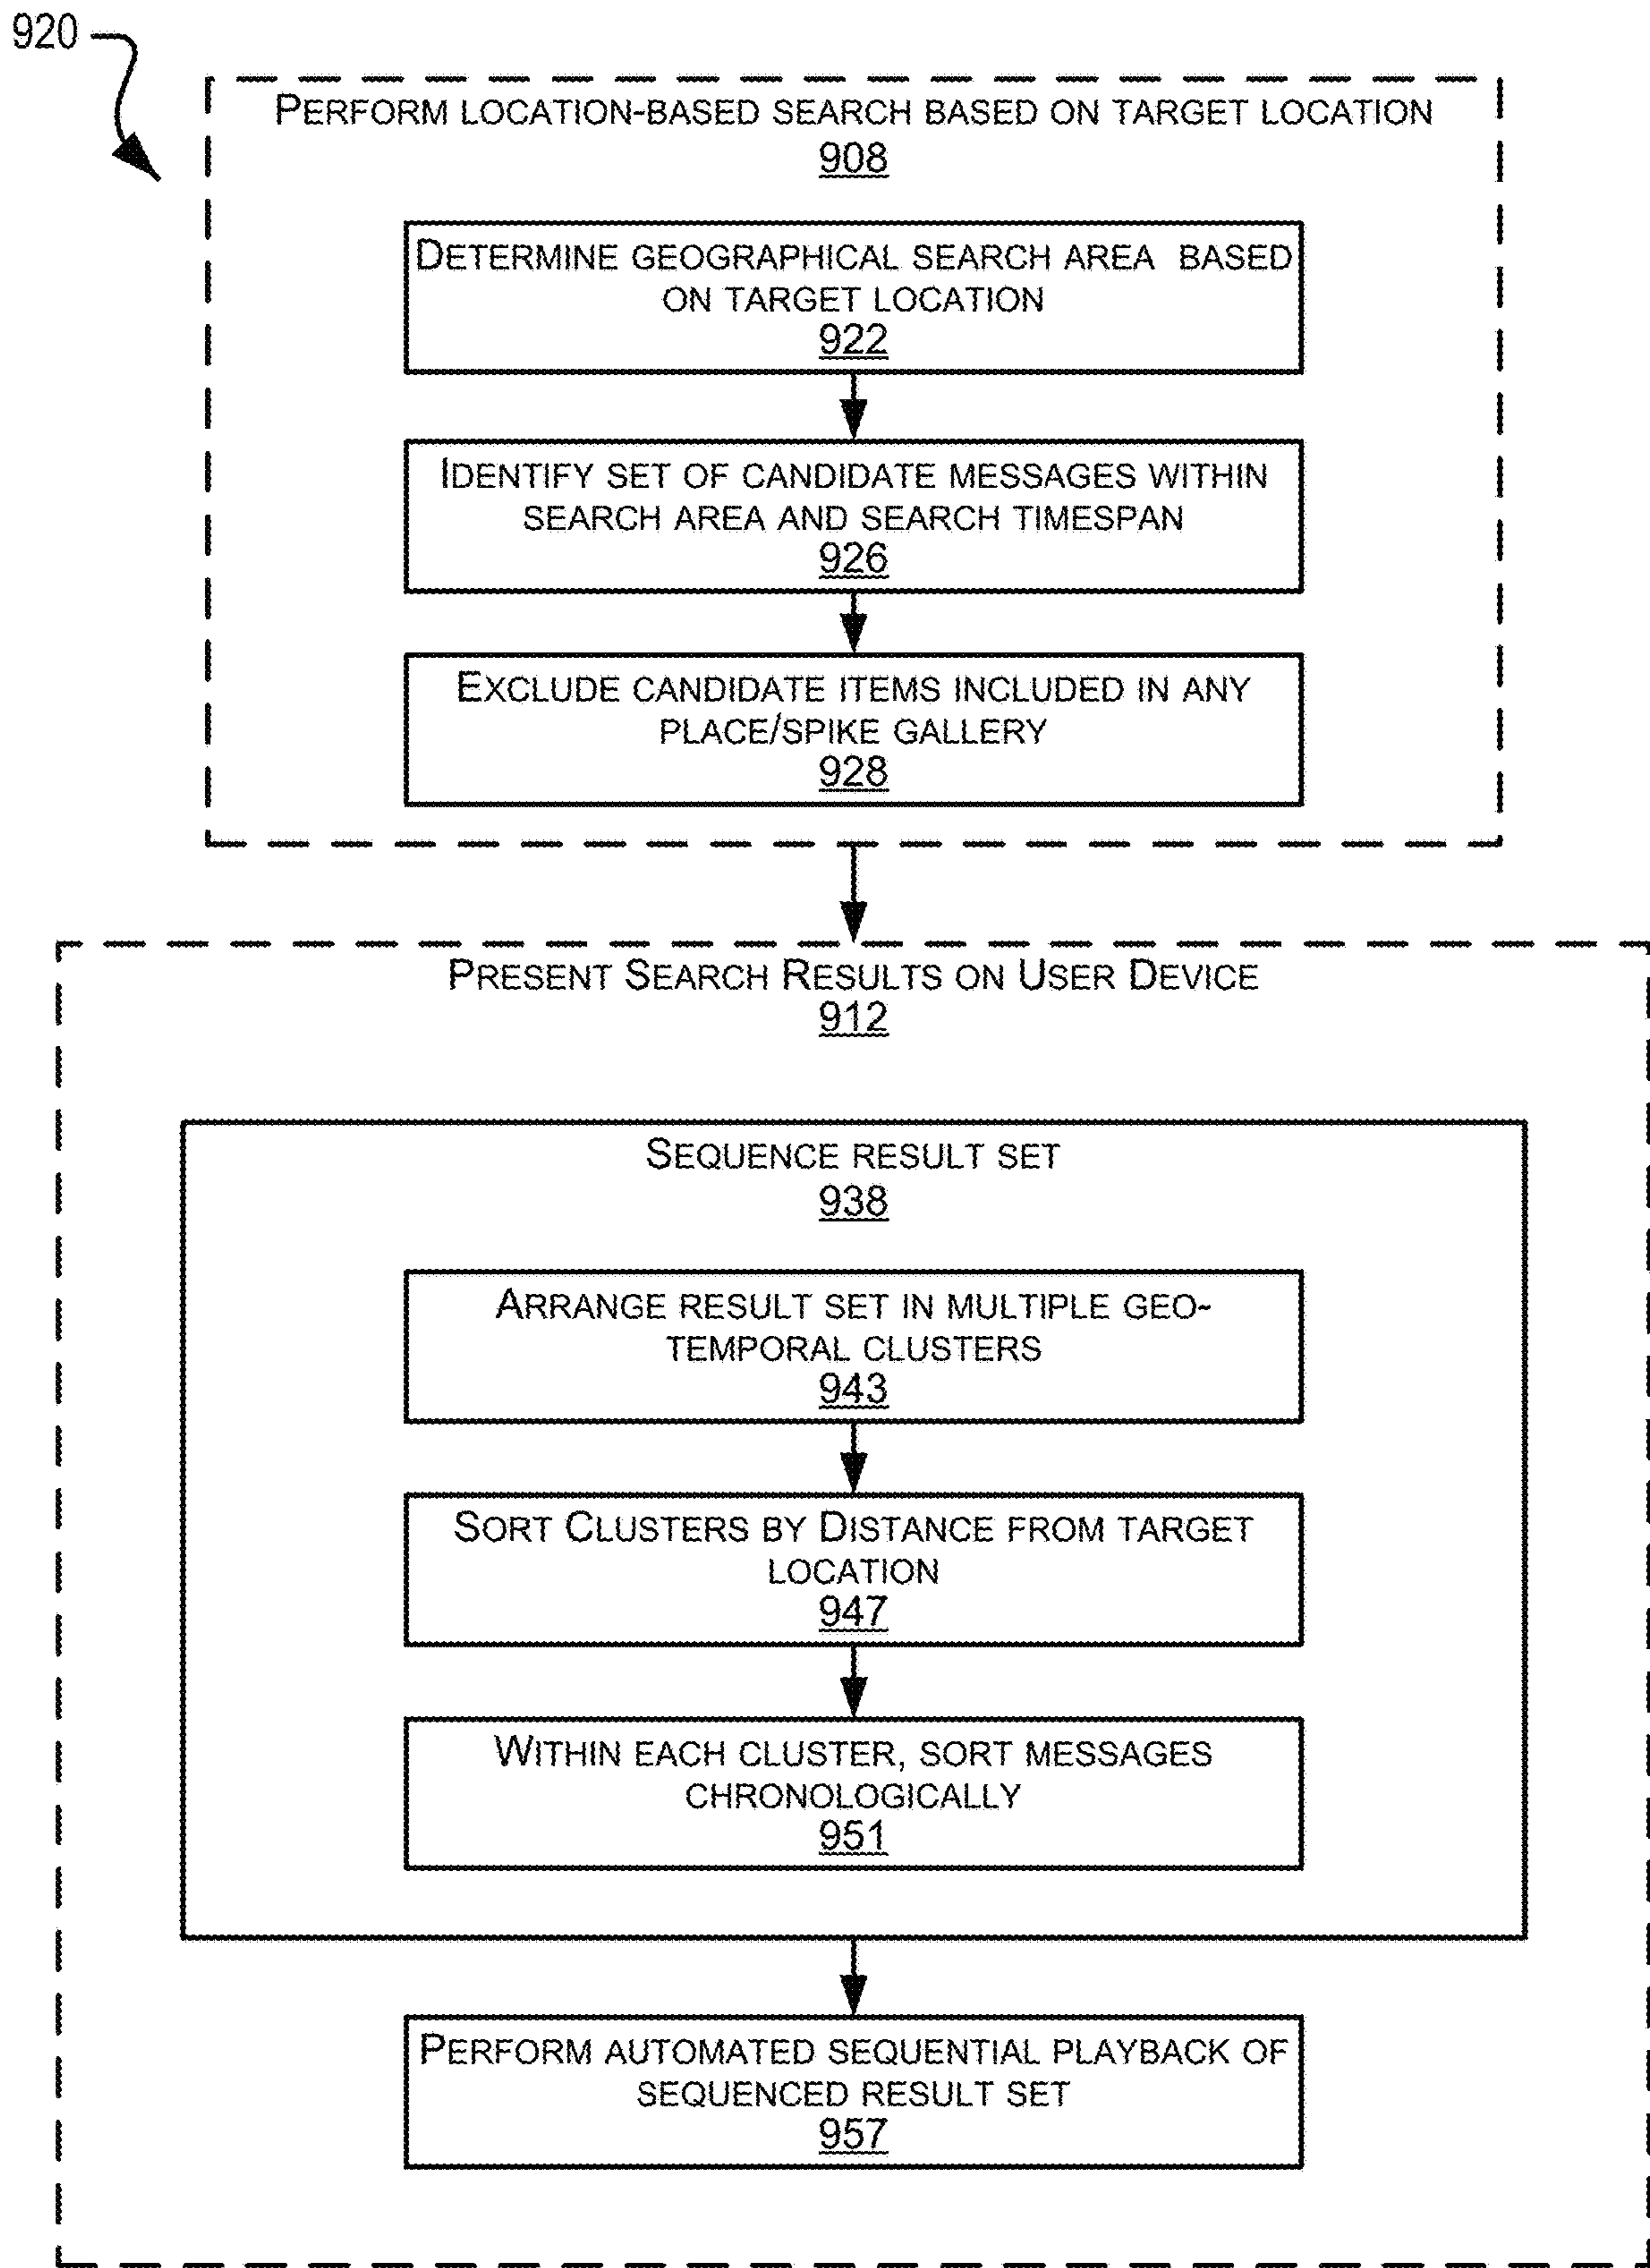 920
PERFORM LOCATION-BASED SEARCH BASED ON TARGET LOCATION
908
DETERMINE GEOGRAPHICAL SEARCH AREA BASED
ON TARGET LOCATION
922
IDENTIFY SET OF CANDIDATE MESSAGES WITHIN
SEARCH AREA AND SEARCH TIMESPAN
926
EXCLUDE CANDIDATE ITEMS INCLUDED IN ANY
PLACE/SPIKE GALLERY
928
PRESENT SEARCH RESULTS ON USER DEVICE
912
SEQUENCE RESULT SET
938
ARRANGE RESULT SET IN MULTIPLE GEO-
TEMPORAL CLUSTERS
943
SORT CLUSTERS BY DISTANCE FROM TARGET
LOCATION
947
WITHIN EACH CLUSTER, SORT MESSAGES
CHRONOLOGICALLY
951
PERFORM AUTOMATED SEQUENTIAL PLAYBACK OF
SEQUENCED RESULT SET
957